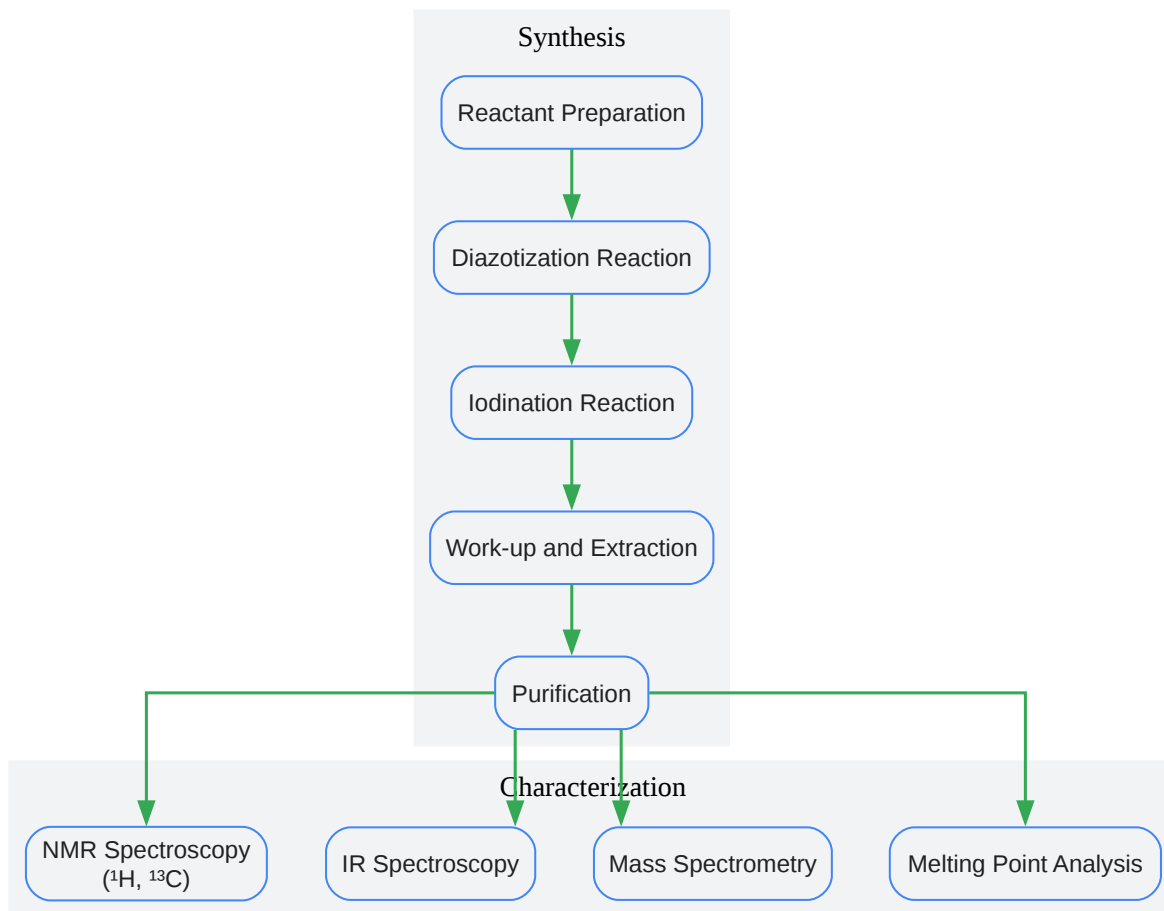 Synthesis
Reactant Preparation
Diazotization Reaction
Iodination Reaction
Work-up and Extraction
Purification
Characterization
NMR Spectroscopy
(¹H, ¹³C)
IR Spectroscopy
Mass Spectrometry
Melting Point Analysis